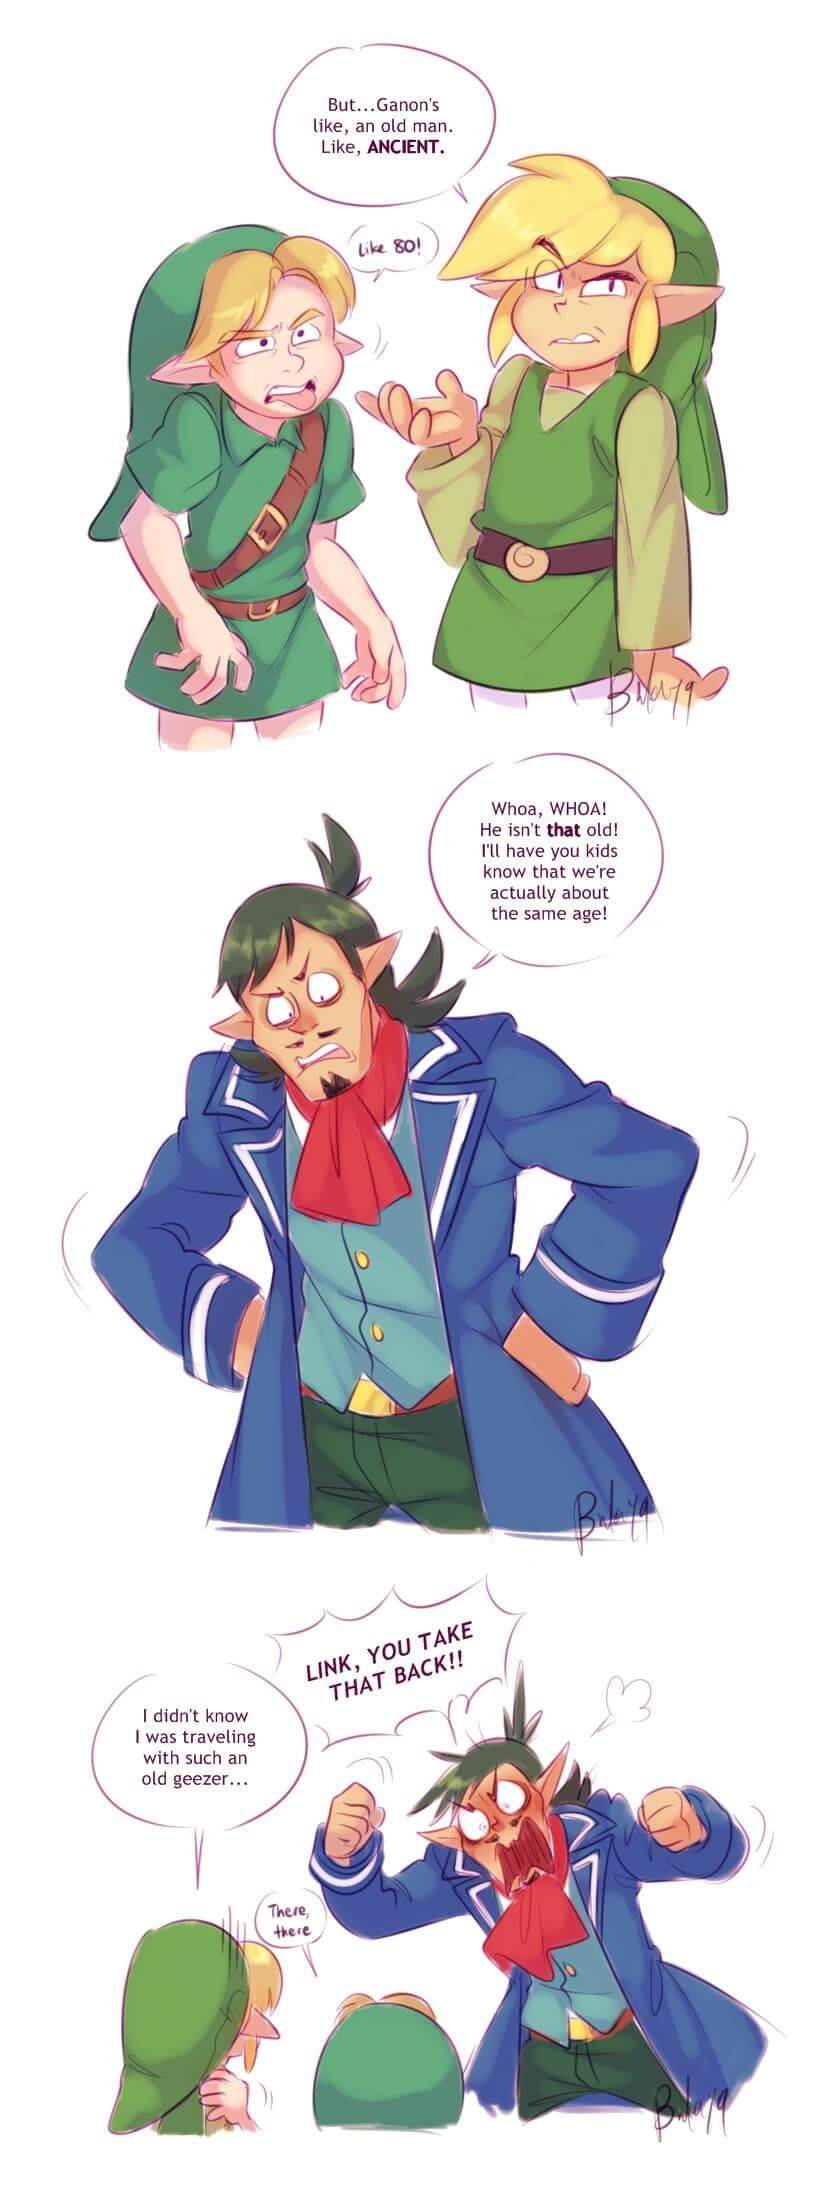 But...Ganon's
like, an old man.
Like, ANCIENT.
Like 80!
Whoa, WHOA!
He isn't that old!
I'll have you kids
know that we're
actually about
the same age!
LINK, YOU TAKE
THAT BACK!!
I didn't know
I was traveling
with such an
old geezer...
There,
there